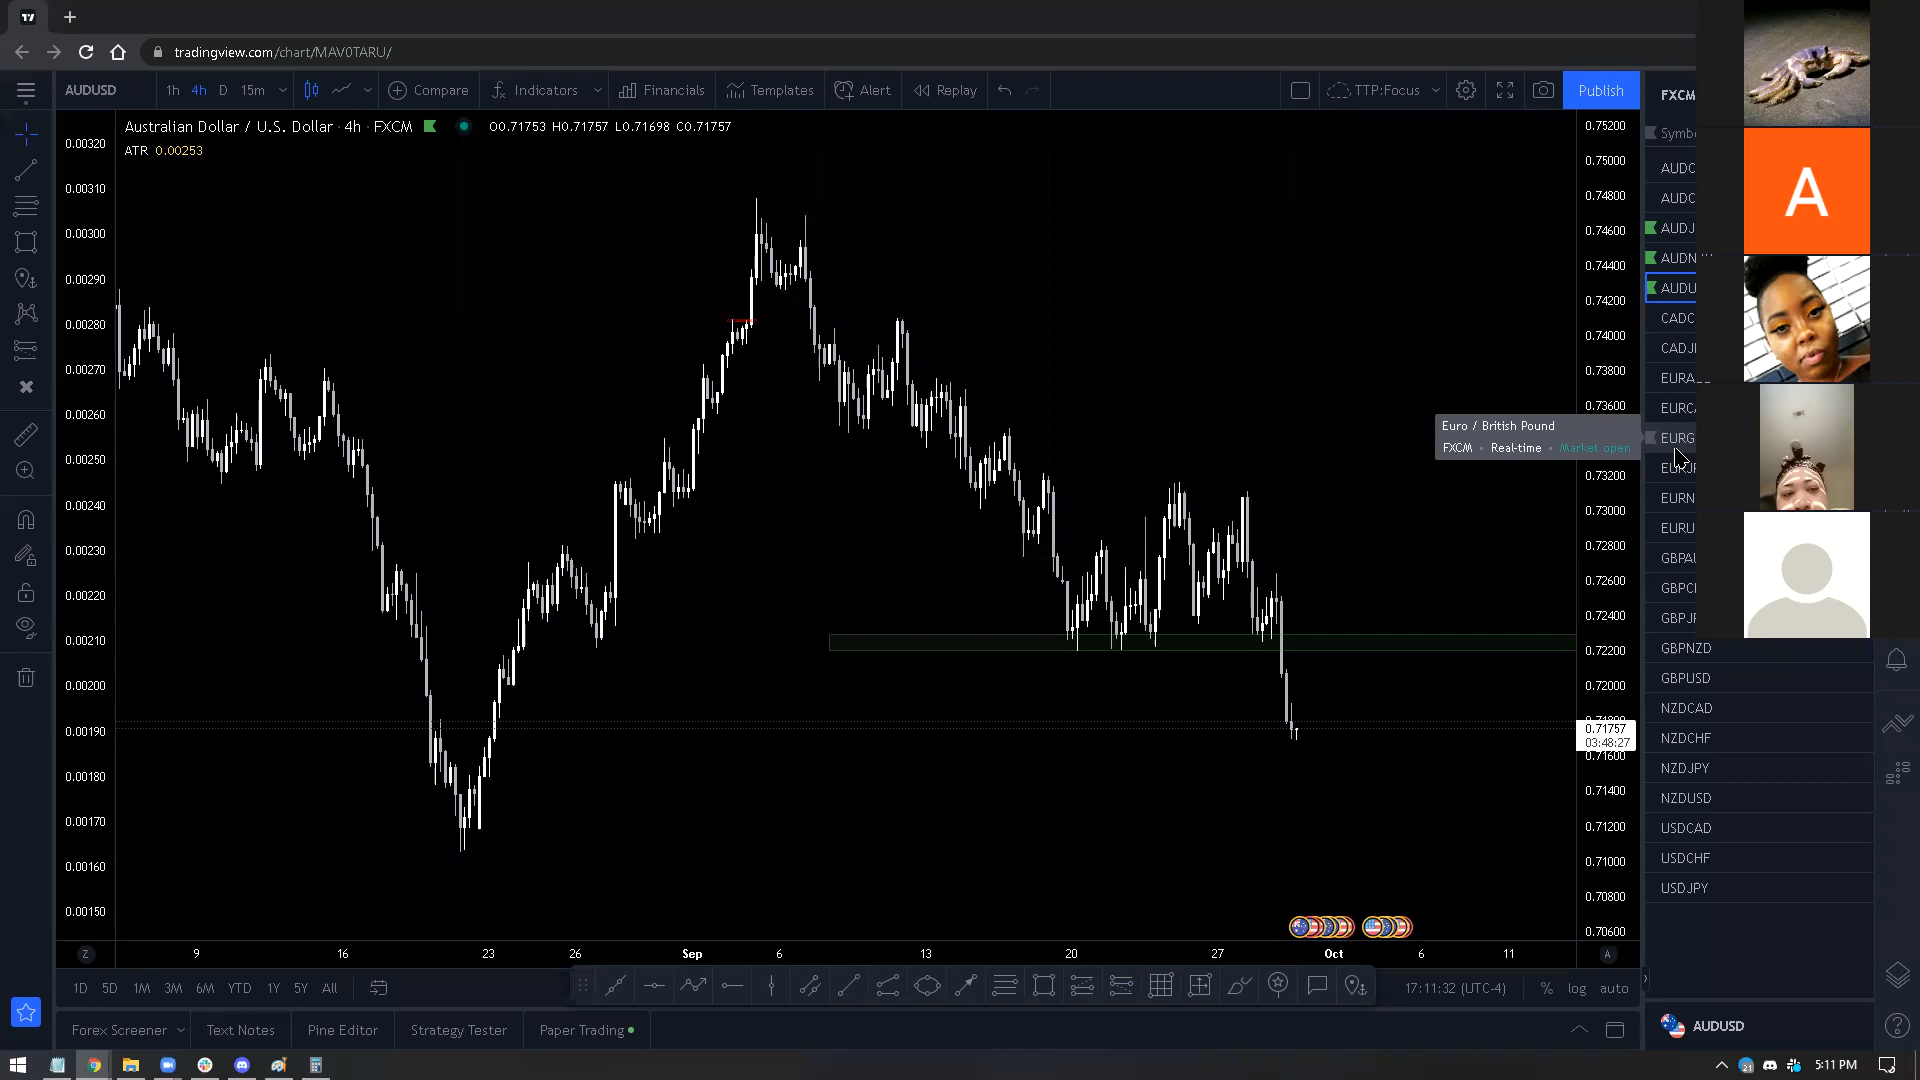 tradingview.com/chart/MAV0TARU/
AUDUSD
1h 4h D 15m
Compare
Indicators
Financials
Templates
Alert
Replay
TTP:Focus
Publish
FXCM
Australian Dollar / U.S. Dollar · 4h · FXCM
O0.71753 H0.71757 L0.71698 C0.71757
ATR 0.00253
0.00320
0.00310
0.00300
0.00290
0.00280
0.00270
0.00260
0.00250
0.00240
0.00230
0.00220
0.00210
0.00200
0.00190
0.00180
0.00170
0.00160
0.00150
0.75200
0.75000
0.74800
0.74600
0.74400
0.74200
0.74000
0.73800
0.73600
0.73200
0.73000
0.72800
0.72600
0.72400
0.72200
0.72000
0.71757
03:48:27
0.71600
0.71400
0.71200
0.71000
0.70800
0.70600
Euro / British Pound
FXCM • Real-time • Market open
Symb
AUDC
AUDC
AUDJ
AUDN
AUDU
CADC
CADJ
EURA
EURC
EURG
EURN
EURU
GBPA
GBPC
GBPJ
GBPNZD
GBPUSD
NZDCAD
NZDCHF
NZDJPY
NZDUSD
USDCAD
USDCHF
USDJPY
A
Z 9 16 23 26 Sep 6 13 20 27 Oct 6 11 A
1D 5D 1M 3M 6M YTD 1Y 5Y All
17:11:32 (UTC-4)
% log auto
Forex Screener
Text Notes
Pine Editor
Strategy Tester
Paper Trading
AUDUSD
21
5:11 PM